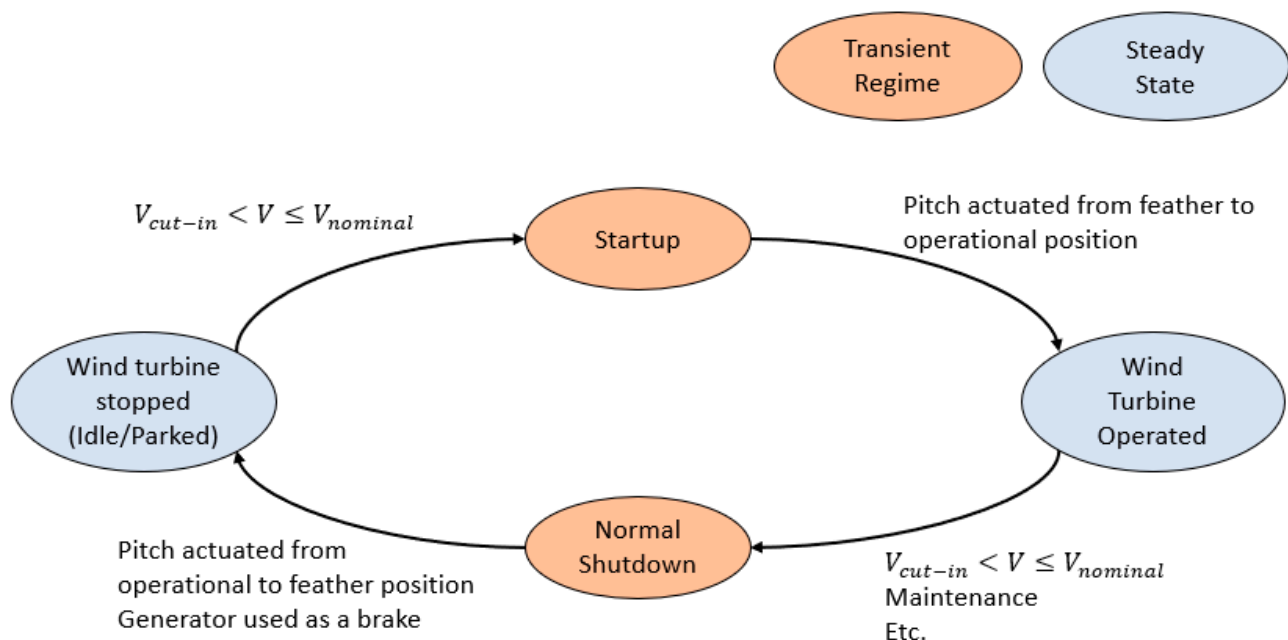 Transient
Regime
Steady
State
V_{cut-in} < V ≤ V_{nominal}
Startup
Pitch actuated from feather to
operational position
Wind turbine
stopped
(Idle/Parked)
Wind
Turbine
Operated
Normal
Shutdown
Pitch actuated from
operational to feather position
Generator used as a brake
V_{cut-in} < V ≤ V_{nominal}
Maintenance
Etc.